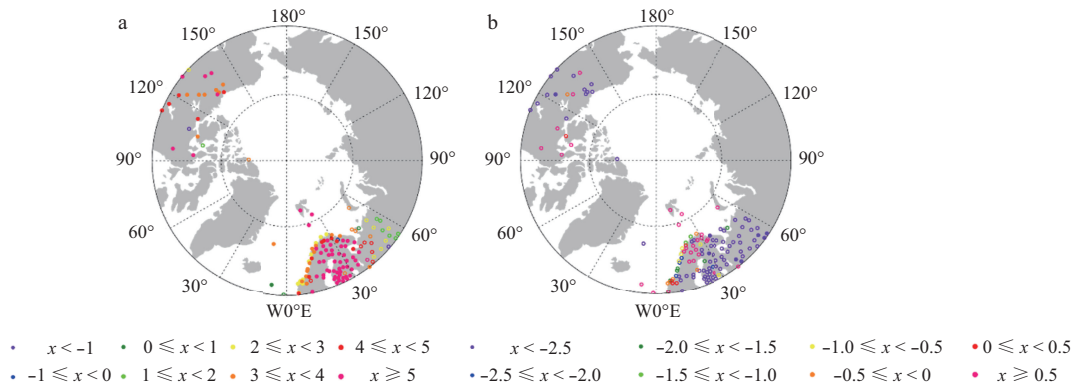 a 180° b 180°
150° 150° 150° 150°
120° 120° 120° 120°
90° 90° 90° 90°
60° 60° 60° 60°
30° 30° 30° 30°
W0°E W0°E
x < −1 0 ≤ x < 1 2 ≤ x < 3 4 ≤ x < 5 x < −2.5 −2.0 ≤ x < −1.5 −1.0 ≤ x < −0.5 0 ≤ x < 0.5
−1 ≤ x < 0 1 ≤ x < 2 3 ≤ x < 4 x ≥ 5 −2.5 ≤ x < −2.0 −1.5 ≤ x < −1.0 −0.5 ≤ x < 0 x ≥ 0.5